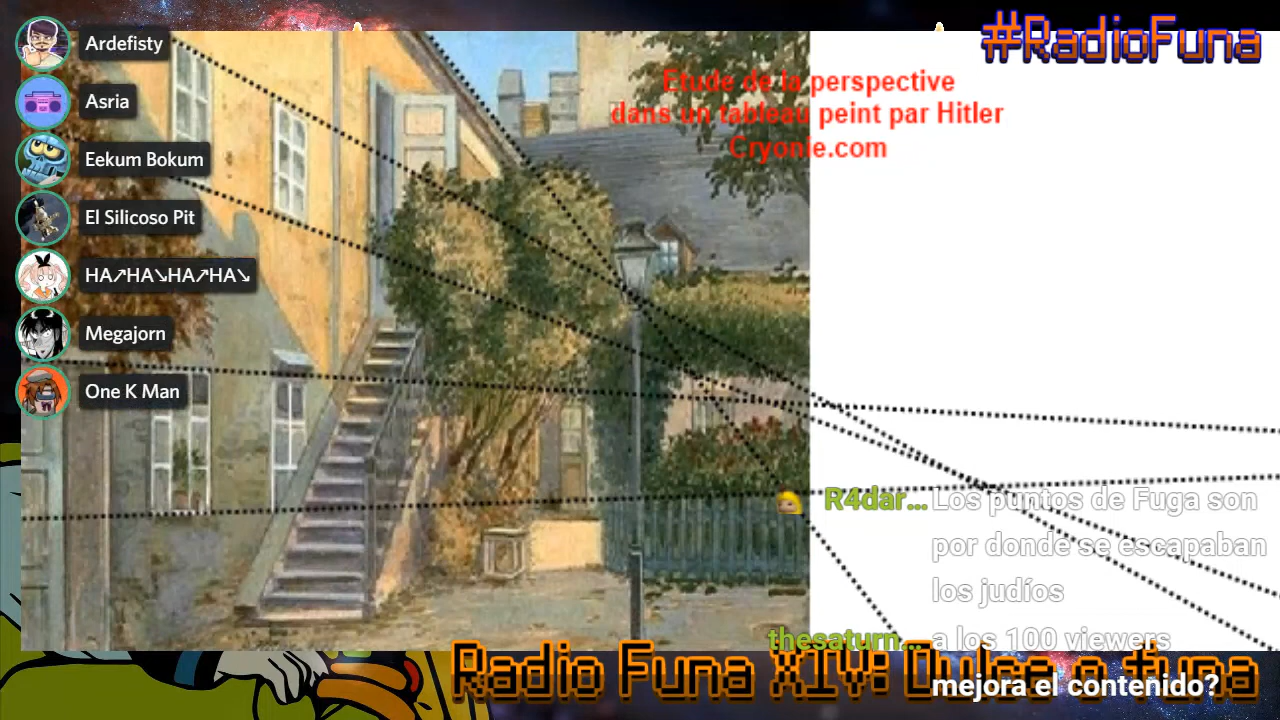 Ardefisty
#RadioFuna
Etude de la perspective
dans un tableau peint par Hitler
Cryonie.com
Asria
Eekum Bokum
El Silicoso Pit
HA↗HA↘HA↗HA↘
Megajorn
One K Man
R4dar... Los puntos de Fuga son
por donde se escapaban
los judíos
thesaturn... a los 100 viewers
mejora el contenido?
Radio Funa XIV: Dulce o funa